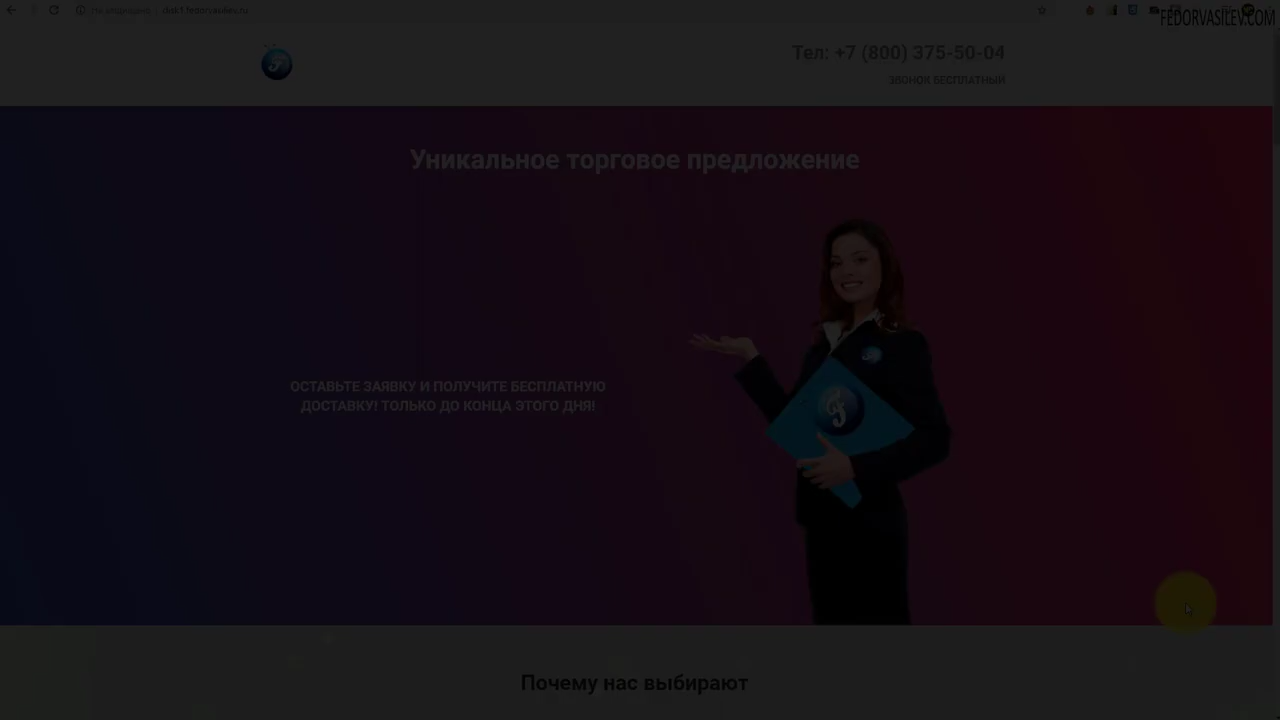 FEDORVASILEV.COM
Тел: +7 (800) 375-50-04
ЗВОНОК БЕСПЛАТНЫЙ
Уникальное торговое предложение
ОСТАВЬТЕ ЗАЯВКУ И ПОЛУЧИТЕ БЕСПЛАТНУЮ
ДОСТАВКУ! ТОЛЬКО ДО КОНЦА ЭТОГО ДНЯ!
Почему нас выбирают